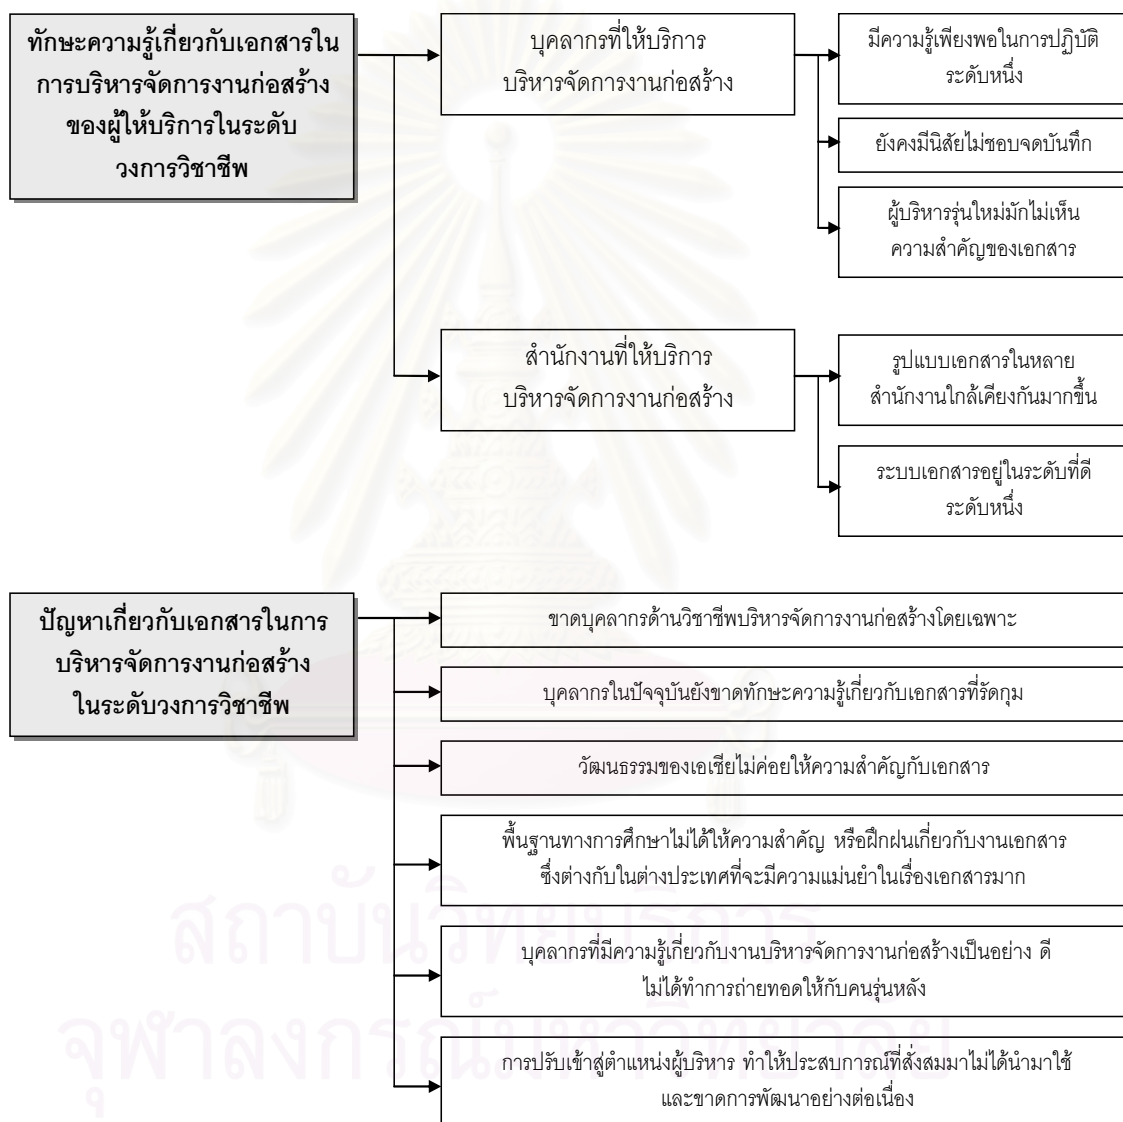 ทักษะความรู้เกี่ยวกับเอกสารใน
การบริหารจัดการงานก่อสร้าง
ของผู้ให้บริการในระดับ
วงการวิชาชีพ
บุคลากรที่ให้บริการ
บริหารจัดการงานก่อสร้าง
มีความรู้เพียงพอในการปฏิบัติ
ระดับหนึ่ง
ยังคงมีนิสัยไม่ชอบจดบันทึก
ผู้บริหารรุ่นใหม่มักไม่เห็น
ความสำคัญของเอกสาร
สำนักงานที่ให้บริการ
บริหารจัดการงานก่อสร้าง
รูปแบบเอกสารในหลาย
สำนักงานใกล้เคียงกันมากขึ้น
ระบบเอกสารอยู่ในระดับที่ดี
ระดับหนึ่ง
ปัญหาเกี่ยวกับเอกสารในการ
บริหารจัดการงานก่อสร้าง
ในระดับวงการวิชาชีพ
ขาดบุคลากรด้านวิชาชีพบริหารจัดการงานก่อสร้างโดยเฉพาะ
บุคลากรในปัจจุบันยังขาดทักษะความรู้เกี่ยวกับเอกสารที่รัดกุม
วัฒนธรรมของเอเชียไม่ค่อยให้ความสำคัญกับเอกสาร
พื้นฐานทางการศึกษาไม่ได้ให้ความสำคัญ หรือฝึกฝนเกี่ยวกับงานเอกสาร
ซึ่งต่างกับในต่างประเทศที่จะมีความแม่นยำในเรื่องเอกสารมาก
บุคลากรที่มีความรู้เกี่ยวกับงานบริหารจัดการงานก่อสร้างเป็นอย่าง ดี
ไม่ได้ทำการถ่ายทอดให้กับคนรุ่นหลัง
การปรับเข้าสู่ตำแหน่งผู้บริหาร ทำให้ประสบการณ์ที่สั่งสมมาไม่ได้นำมาใช้
และขาดการพัฒนาอย่างต่อเนื่อง
สถาบันวิทยบริการ
จุฬาลงกรณ์มหาวิทยาลัย